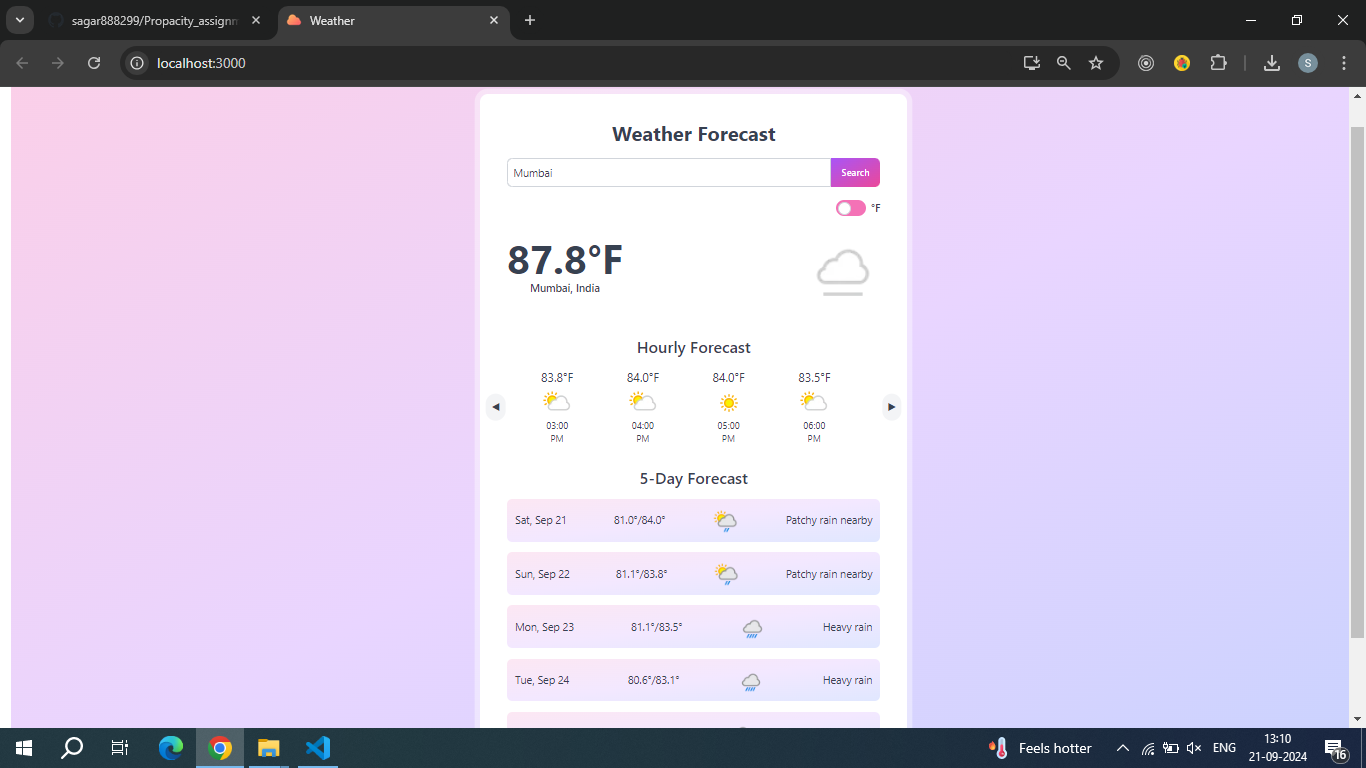 sagar888299/Propacity_assignm
Weather
localhost:3000
S
Weather Forecast
Mumbai
Search
°F
87.8°F
Mumbai, India
Hourly Forecast
83.8°F 84.0°F 84.0°F 83.5°F
◀ ▶
03:00 04:00 05:00 06:00
PM PM PM PM
5-Day Forecast
Sat, Sep 21 81.0°/84.0° Patchy rain nearby
Sun, Sep 22 81.1°/83.8° Patchy rain nearby
Mon, Sep 23 81.1°/83.5° Heavy rain
Tue, Sep 24 80.6°/83.1° Heavy rain
Feels hotter
ENG
13:10
21-09-2024
16